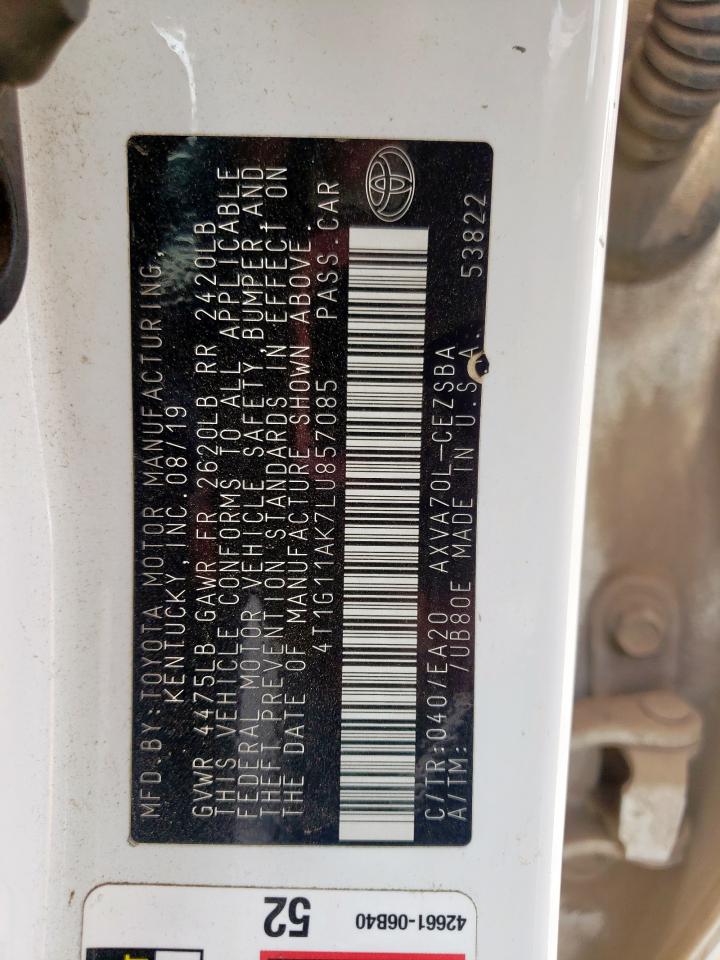 MFD.BY:TOYOTA MOTOR MANUFACTURING,
KENTUCKY,INC.08/19
GVWR 4475LB GAWR FR 2620LB RR 2420LB
THIS VEHICLE CONFORMS TO ALL APPLICABLE
FEDERAL MOTOR VEHICLE SAFETY, BUMPER AND
THEFT PREVENTION STANDARDS IN EFFECT ON
THE DATE OF MANUFACTURE SHOWN ABOVE.
4T1G11AK7LU857085 PASS.CAR
C/TR:040/EA20 AXVA70L-CEZSBA
A/TM: /UB80E MADE IN U.S.A. 53822
52
42661-06B40